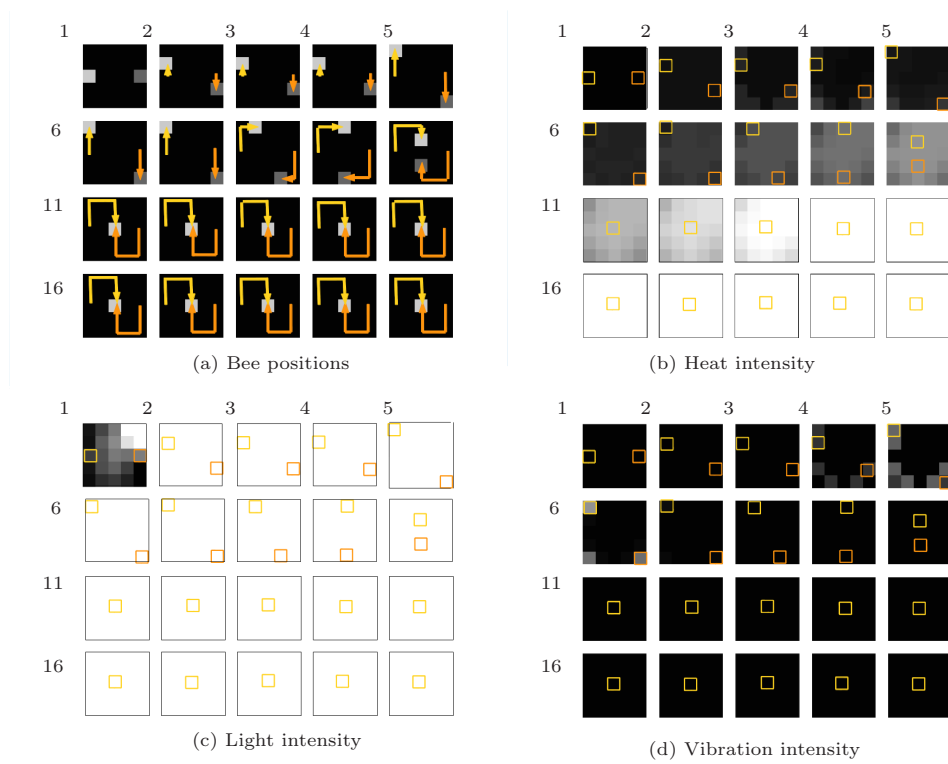 1 2 3 4 5
6
11
16
(a) Bee positions
1 2 3 4 5
6
11
16
(b) Heat intensity
1 2 3 4 5
6
11
16
(c) Light intensity
1 2 3 4 5
6
11
16
(d) Vibration intensity